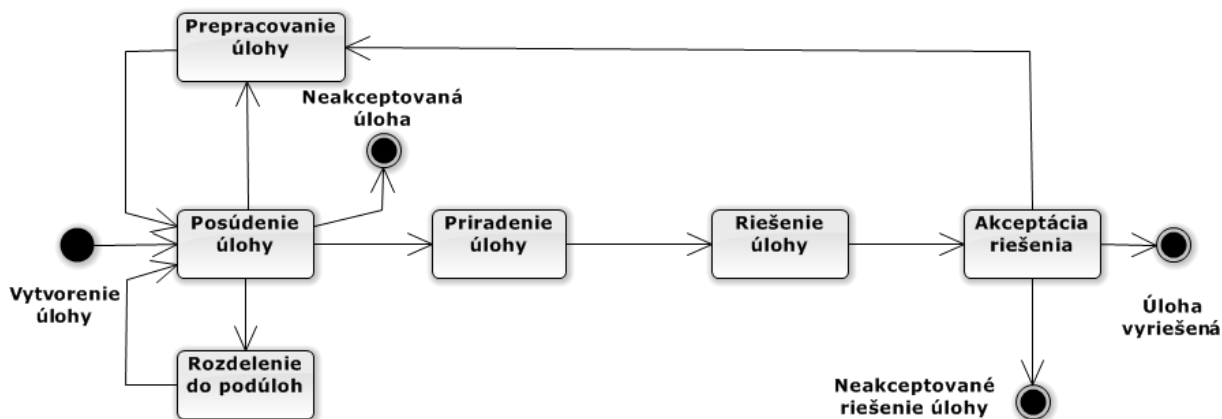 Prepracovanie
úlohy
Neakceptovaná
úloha
Posúdenie
úlohy
Priradenie
úlohy
Riešenie
úlohy
Akceptácia
riešenia
Vytvorenie
úlohy
Úloha
vyriešená
Rozdelenie
do podúloh
Neakceptované
riešenie úlohy